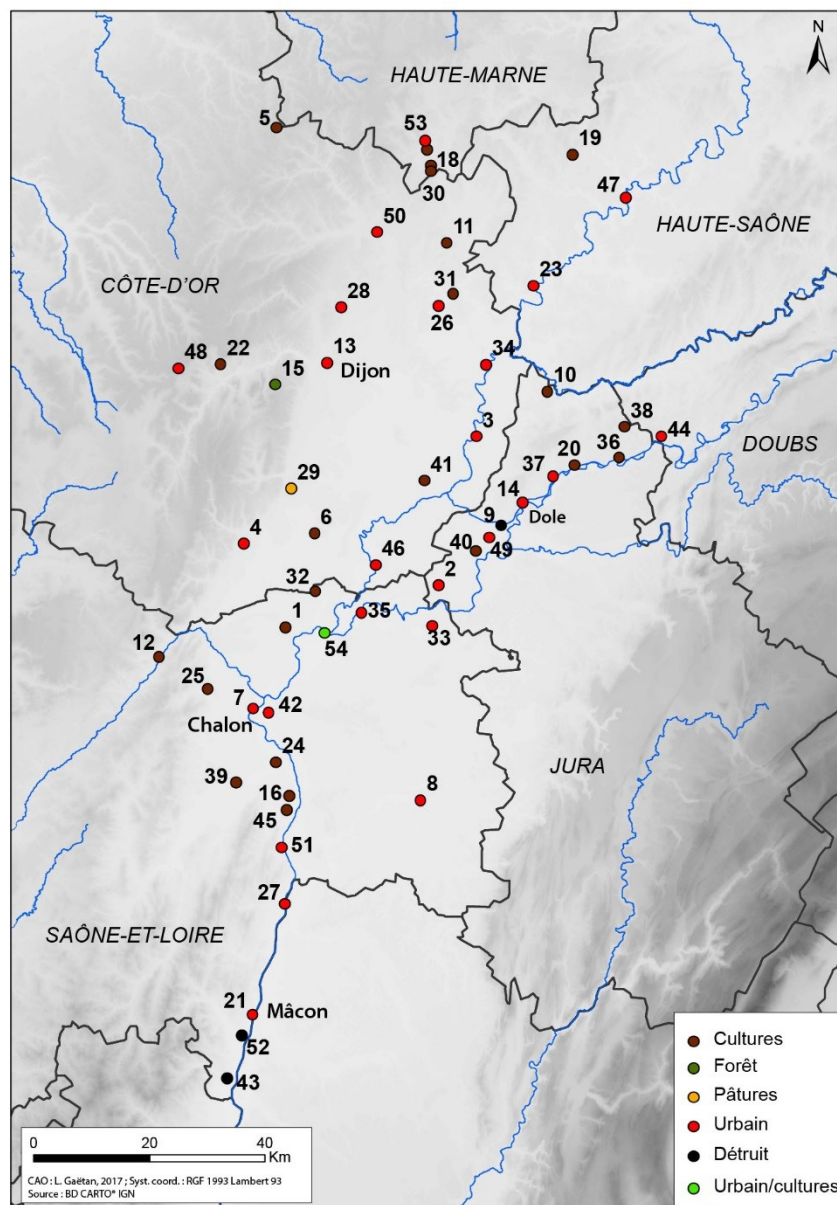 N
HAUTE-MARNE
5
53
18
19
30
47
50
11
HAUTE-SAÔNE
23
31
CÔTE-D'OR
28
26
48
22
13
34
15
Dijon
10
3
38
44
41
20
36
DOUBS
37
29
14
4
6
9
Dole
46
40
49
32
2
1
35
12
54
33
25
7
42
Chalon
24
JURA
39
16
8
45
51
27
SAÔNE-ET-LOIRE
21
Mâcon
52
43
Cultures
Forêt
Pâtures
Urbain
Détruit
Urbain/cultures
0 20 40
Km
CAO : L. Gaëtan, 2017 ; Syst. coord. : RGF 1993 Lambert 93
Source : BD CARTO® IGN